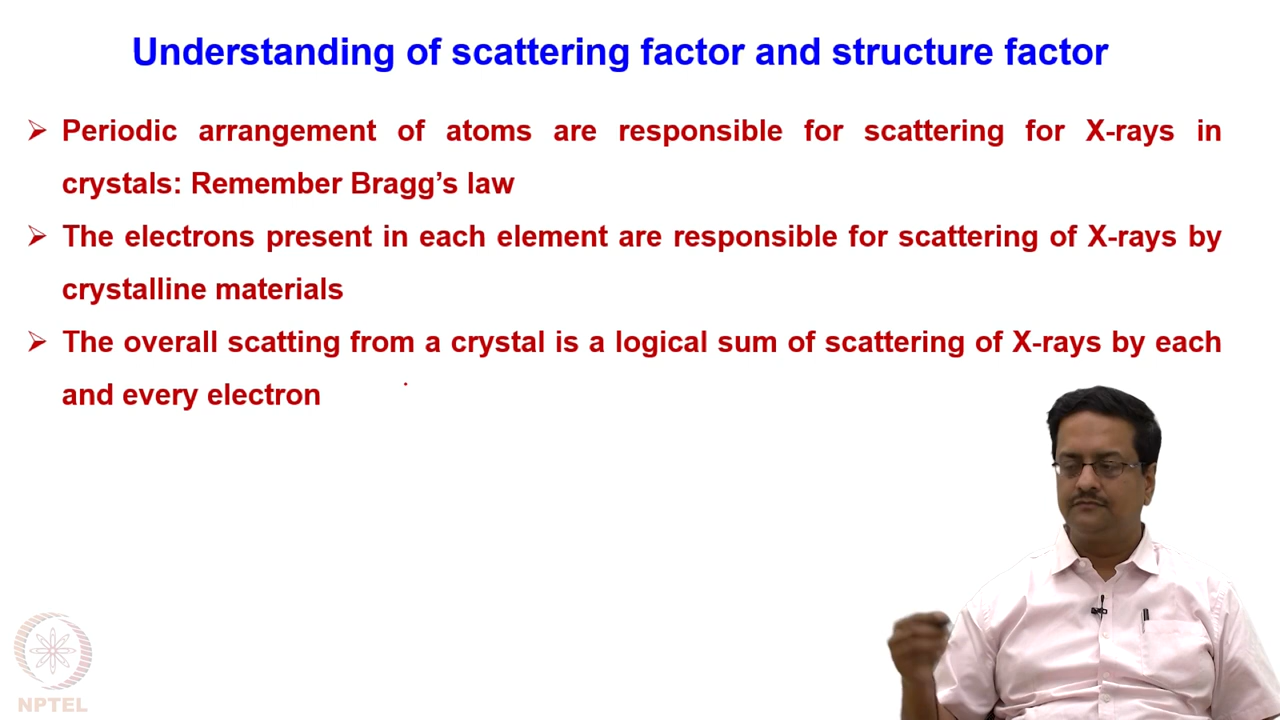 Understanding of scattering factor and structure factor
➢ Periodic arrangement of atoms are responsible for scattering for X-rays in
crystals: Remember Bragg’s law
➢ The electrons present in each element are responsible for scattering of X-rays by
crystalline materials
➢ The overall scatting from a crystal is a logical sum of scattering of X-rays by each
and every electron
NPTEL